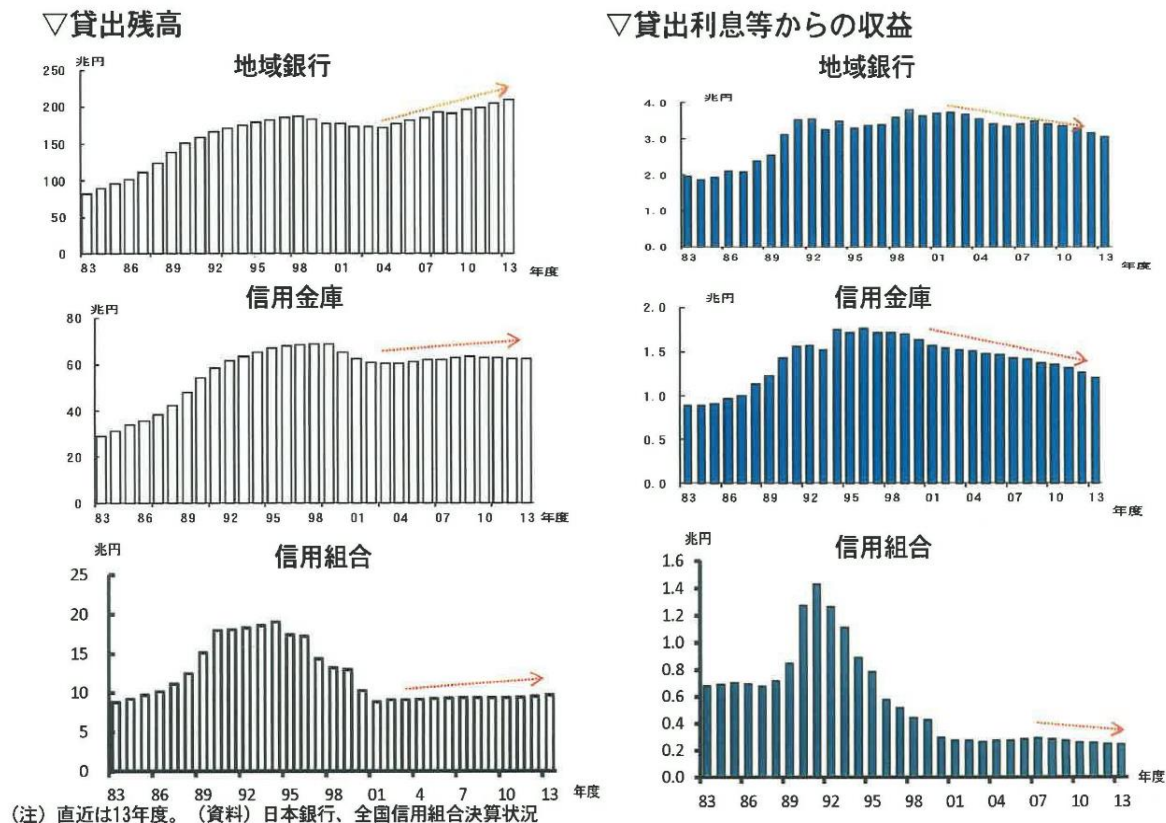 ▽貸出残高
地域銀行
兆円
250
200
150
100
50
0
83 86 89 92 95 98 01 04 07 10 13 年度
信用金庫
兆円
80
60
40
20
0
83 86 89 92 95 98 01 04 07 10 13 年度
信用組合
兆円
25
20
15
10
5
0
83 86 89 92 95 98 01 4 7 10 13 年度
(注) 直近は13年度。 (資料) 日本銀行、全国信用組合決算状況
▽貸出利息等からの収益
地域銀行
兆円
4.0
3.0
2.0
1.0
0.0
83 86 89 92 95 98 01 04 07 10 13
年度
信用金庫
兆円
2.0
1.5
1.0
0.5
0.0
83 86 89 92 95 98 01 04 07 10 13
年度
信用組合
兆円
1.6
1.4
1.2
1.0
0.8
0.6
0.4
0.2
0.0
83 86 89 92 95 98 01 04 07 10 13 年度